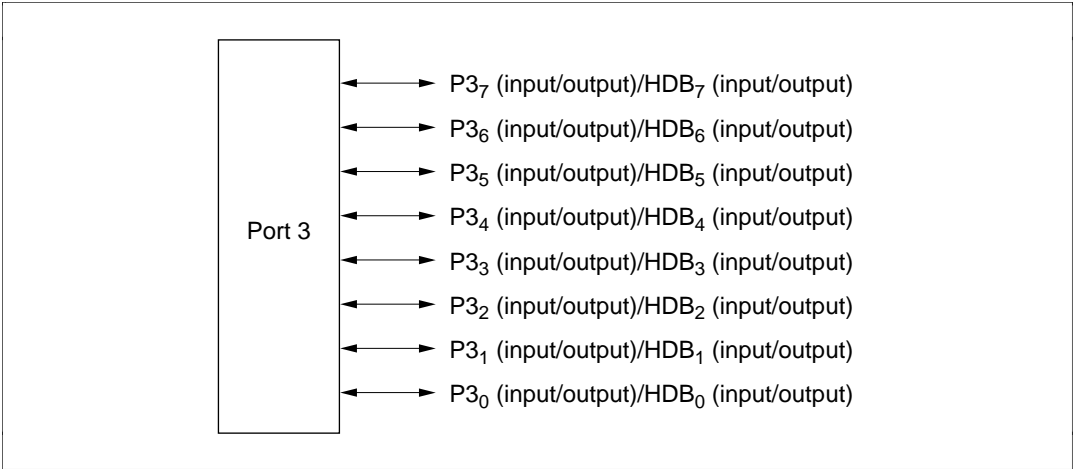 P3₇ (input/output)/HDB₇ (input/output)
P3₆ (input/output)/HDB₆ (input/output)
P3₅ (input/output)/HDB₅ (input/output)
P3₄ (input/output)/HDB₄ (input/output)
Port 3
P3₃ (input/output)/HDB₃ (input/output)
P3₂ (input/output)/HDB₂ (input/output)
P3₁ (input/output)/HDB₁ (input/output)
P3₀ (input/output)/HDB₀ (input/output)